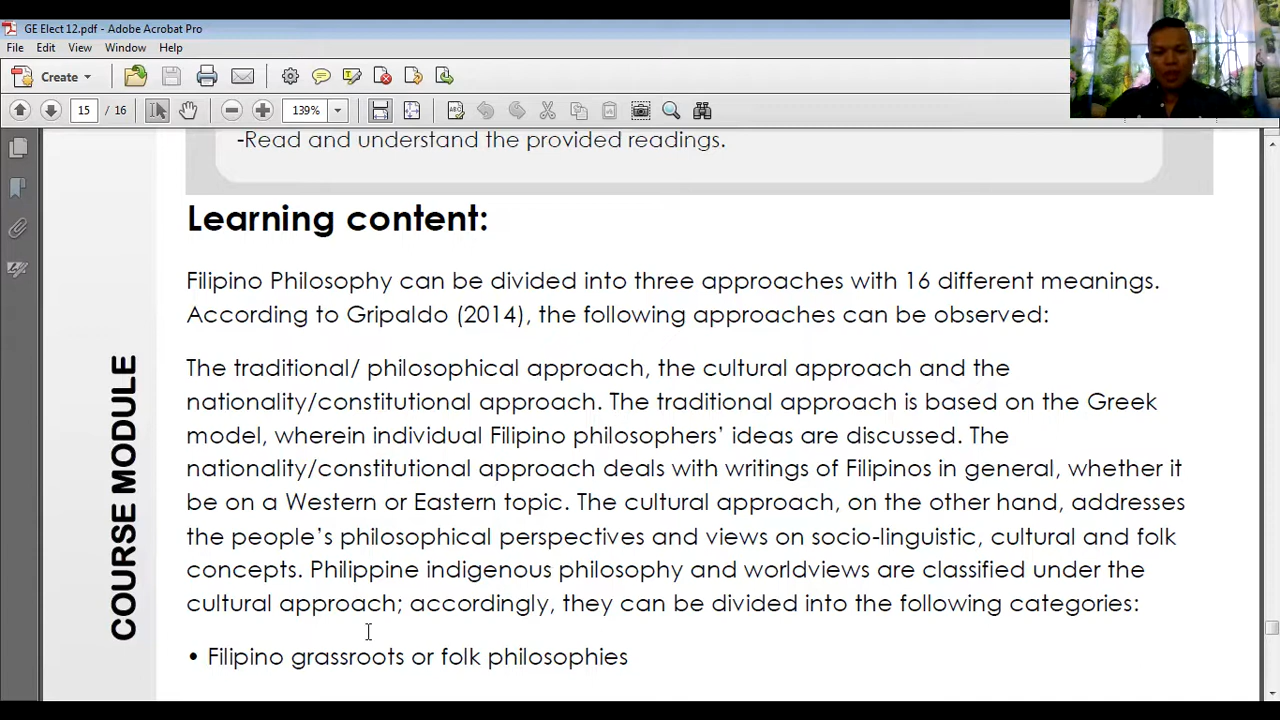 GE Elect 12.pdf - Adobe Acrobat Pro
File Edit View Window Help
Create
15 / 16 139%
-Read and understand the provided readings.
Learning content:
Filipino Philosophy can be divided into three approaches with 16 different meanings.
According to Gripaldo (2014), the following approaches can be observed:
The traditional/ philosophical approach, the cultural approach and the
nationality/constitutional approach. The traditional approach is based on the Greek
model, wherein individual Filipino philosophers’ ideas are discussed. The
nationality/constitutional approach deals with writings of Filipinos in general, whether it
be on a Western or Eastern topic. The cultural approach, on the other hand, addresses
the people’s philosophical perspectives and views on socio-linguistic, cultural and folk
concepts. Philippine indigenous philosophy and worldviews are classified under the
cultural approach; accordingly, they can be divided into the following categories:
• Filipino grassroots or folk philosophies
COURSE MODULE